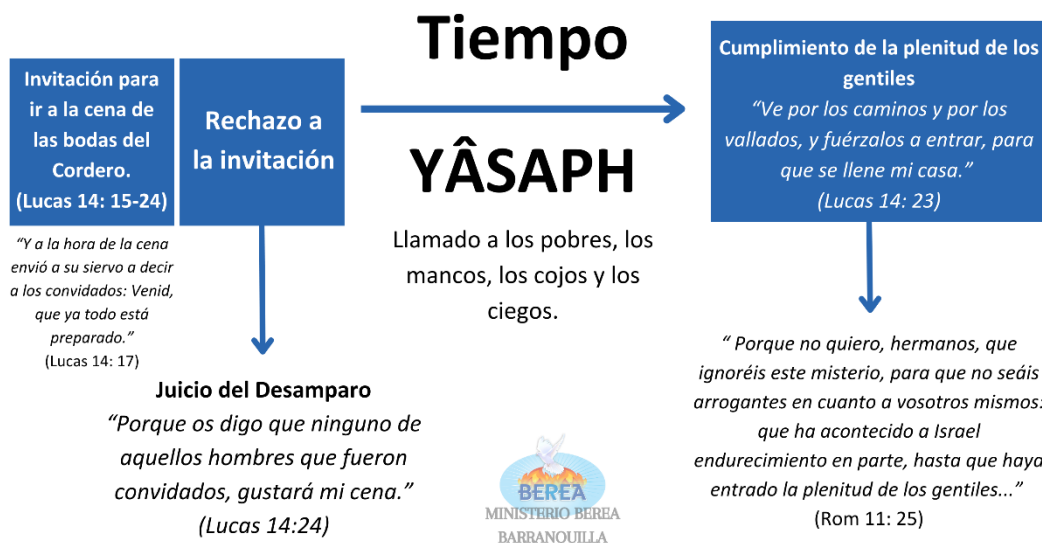 Invitación para
ir a la cena de
las bodas del
Cordero.
(Lucas 14: 15-24)
“Y a la hora de la cena
envió a su siervo a decir
a los convidados: Venid,
que ya todo está
preparado.”
(Lucas 14: 17)
Rechazo a
la invitación
Juicio del Desamparo
“Porque os digo que ninguno de
aquellos hombres que fueron
convidados, gustará mi cena.”
(Lucas 14:24)
Tiempo
YÂSAPH
Llamado a los pobres, los
mancos, los cojos y los
ciegos.
Cumplimiento de la plenitud de los
gentiles
“Ve por los caminos y por los
vallados, y fuérzalos a entrar, para
que se llene mi casa.”
(Lucas 14: 23)
“ Porque no quiero, hermanos, que
ignoréis este misterio, para que no seáis
arrogantes en cuanto a vosotros mismos:
que ha acontecido a Israel
endurecimiento en parte, hasta que haya
entrado la plenitud de los gentiles...”
(Rom 11: 25)
BEREA
MINISTERIO BEREA
BARRANQUILLA